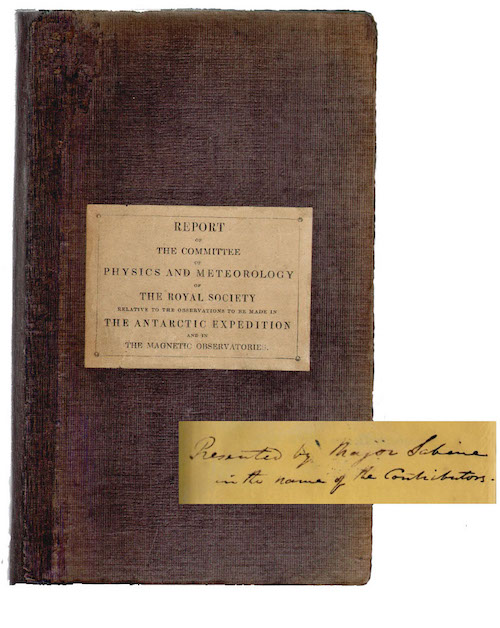 REPORT
OF
THE COMMITTEE
OF
PHYSICS AND METEOROLOGY
OF
THE ROYAL SOCIETY
RELATIVE TO THE OBSERVATIONS TO BE MADE IN
THE ANTARCTIC EXPEDITION
AND IN
THE MAGNETIC OBSERVATORIES.
Presented by Major Sabine
in the name of the Contributors.